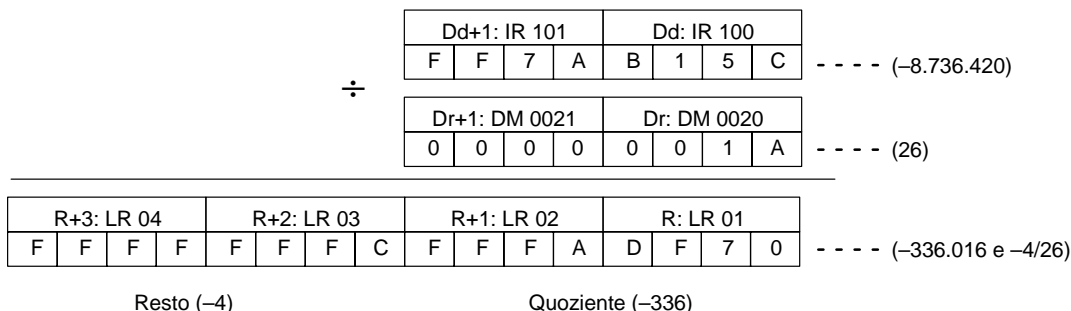 Dd+1: IR 101 Dd: IR 100
F F 7 A B 1 5 C - - - - (–8.736.420)
÷
Dr+1: DM 0021 Dr: DM 0020
0 0 0 0 0 0 1 A - - - - (26)
R+3: LR 04 R+2: LR 03 R+1: LR 02 R: LR 01
F F F F F F F C F F F A D F 7 0 - - - - (–336.016 e –4/26)
Resto (–4) Quoziente (–336)